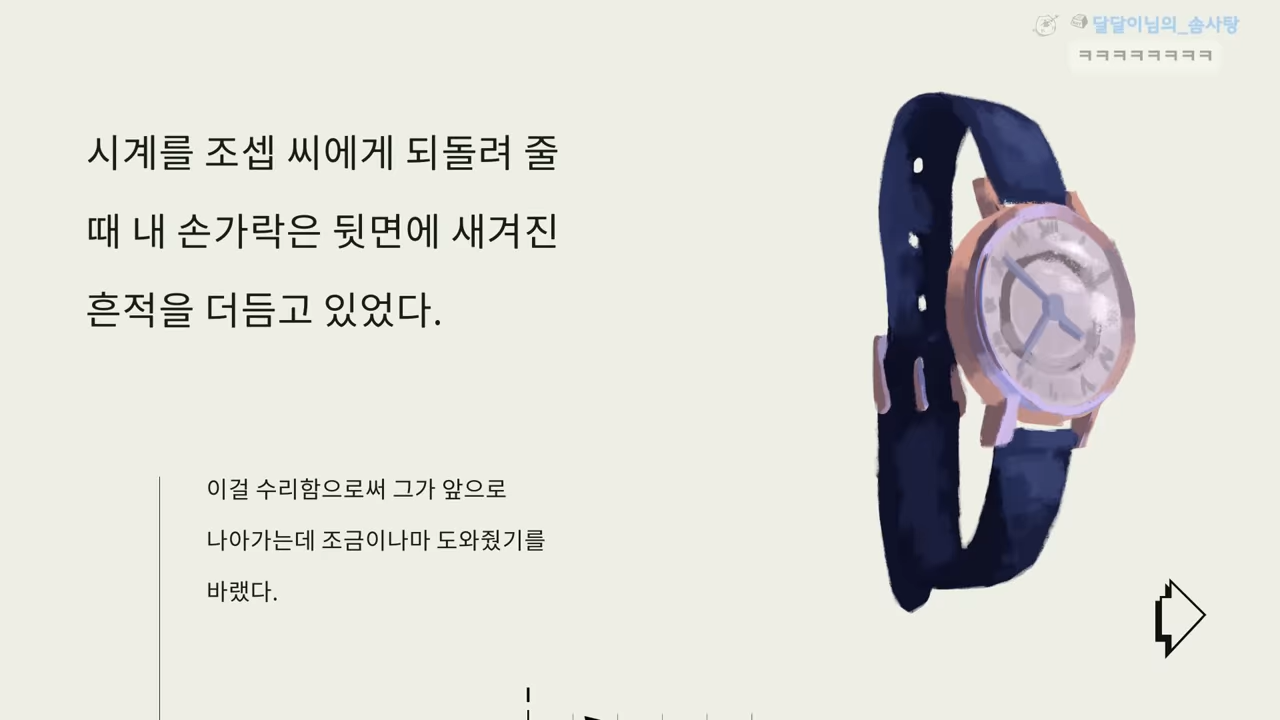 달달이님의_솜사탕
ㅋㅋㅋㅋㅋㅋㅋㅋ
시계를 조셉 씨에게 되돌려 줄
때 내 손가락은 뒷면에 새겨진
흔적을 더듬고 있었다.
이걸 수리함으로써 그가 앞으로
나아가는데 조금이나마 도와줬기를
바랬다.